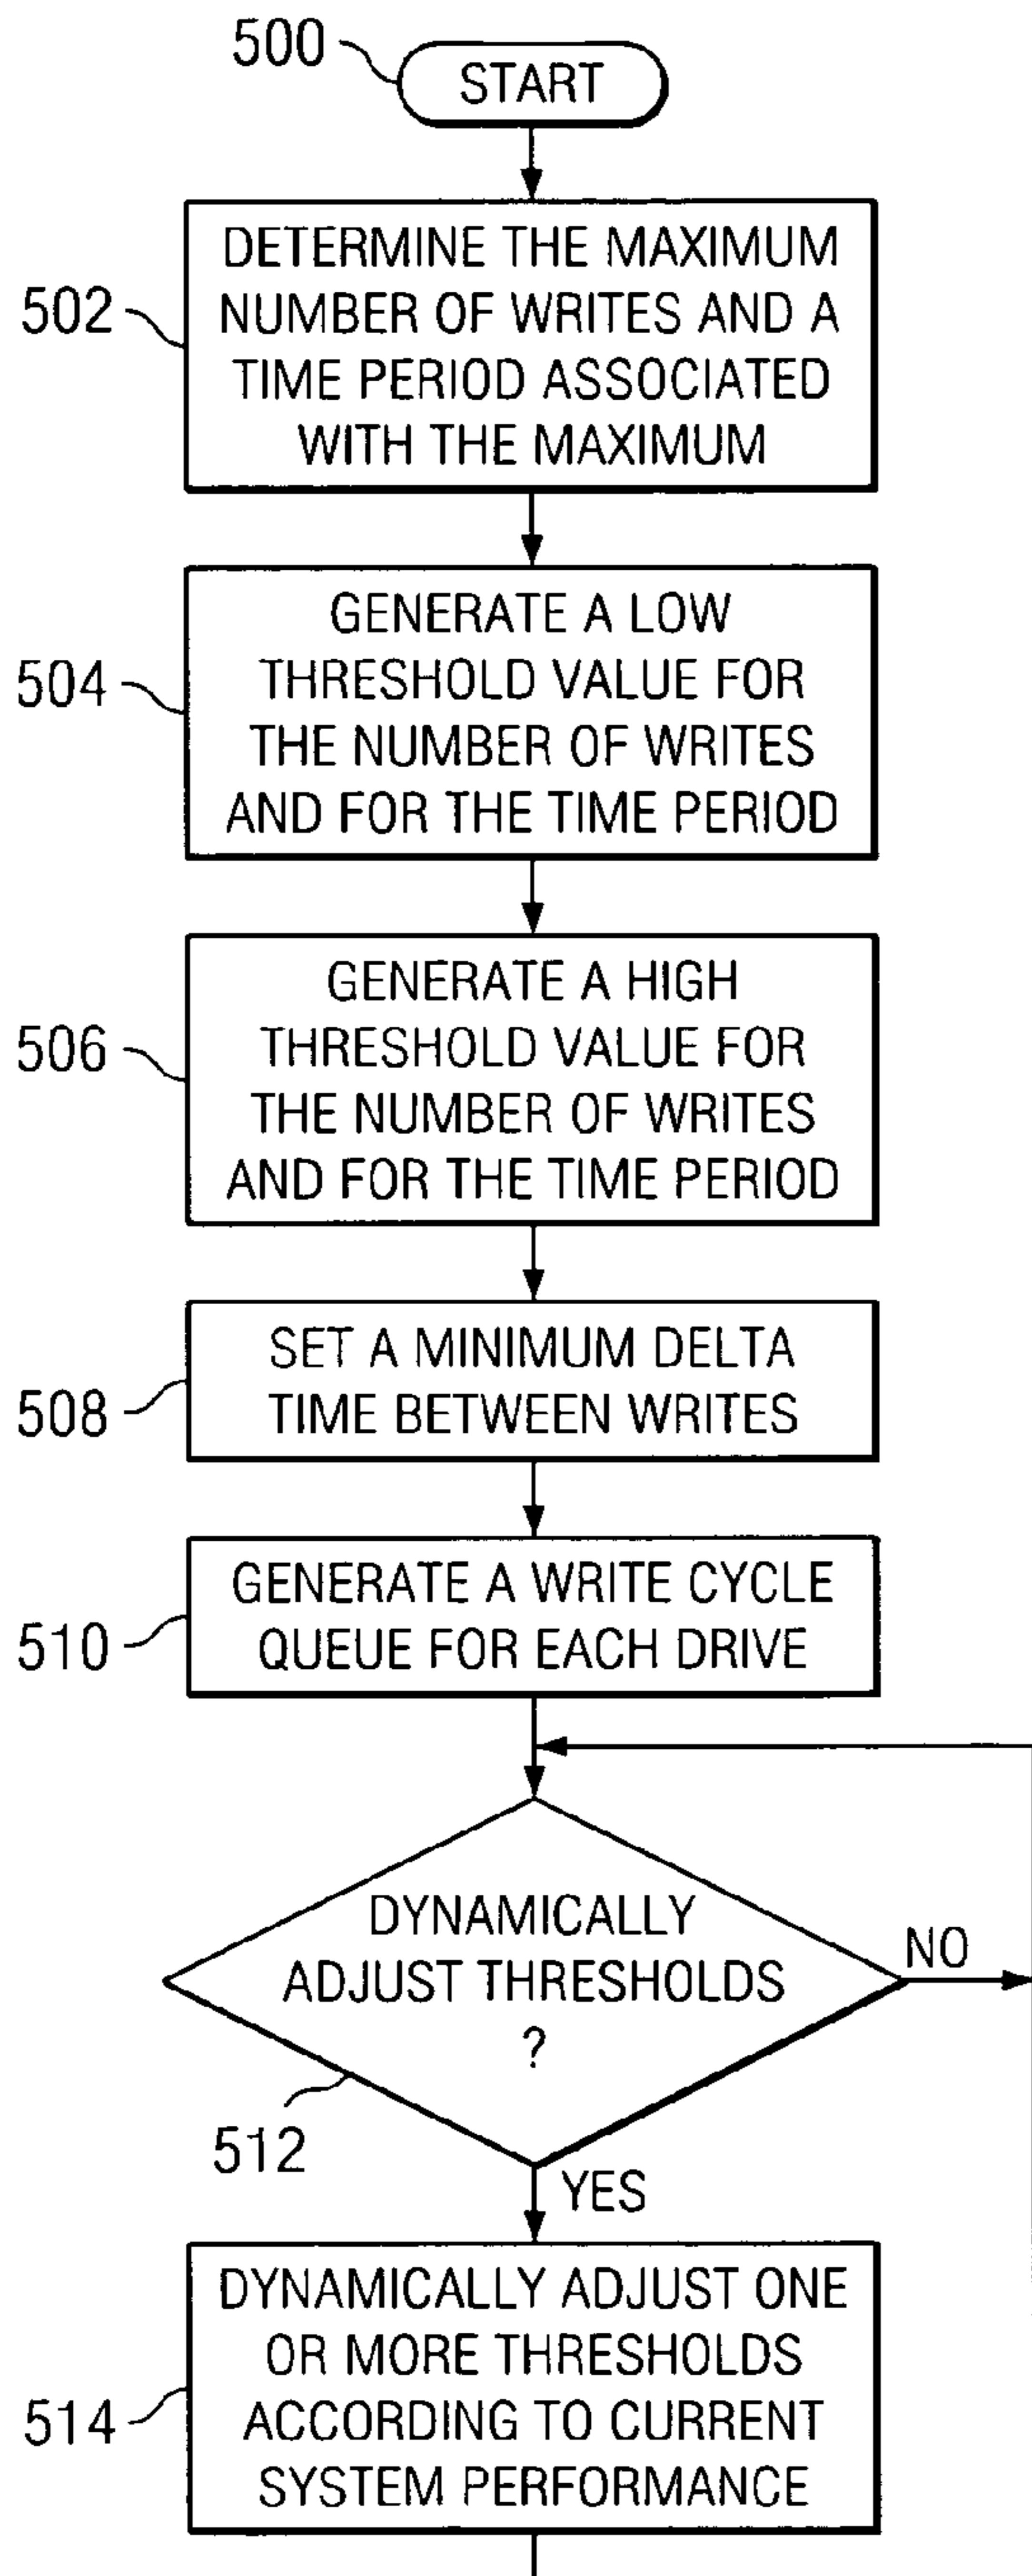 500
START
502
DETERMINE THE MAXIMUM
NUMBER OF WRITES AND A
TIME PERIOD ASSOCIATED
WITH THE MAXIMUM
504
GENERATE A LOW
THRESHOLD VALUE FOR
THE NUMBER OF WRITES
AND FOR THE TIME PERIOD
506
GENERATE A HIGH
THRESHOLD VALUE FOR
THE NUMBER OF WRITES
AND FOR THE TIME PERIOD
508
SET A MINIMUM DELTA
TIME BETWEEN WRITES
510
GENERATE A WRITE CYCLE
QUEUE FOR EACH DRIVE
DYNAMICALLY
ADJUST THRESHOLDS
?
NO
512
YES
514
DYNAMICALLY ADJUST ONE
OR MORE THRESHOLDS
ACCORDING TO CURRENT
SYSTEM PERFORMANCE